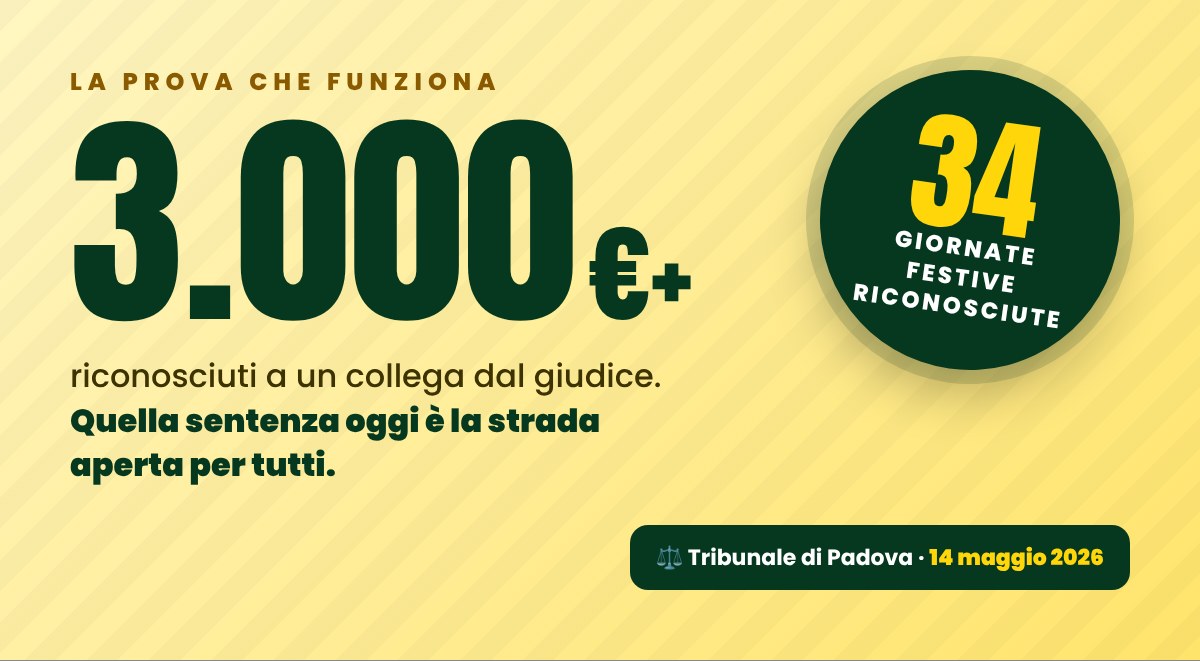 LA PROVA CHE FUNZIONA
3.000 €+
34
GIORNATE
FESTIVE
RICONOSCIUTE
riconosciuti a un collega dal giudice.
Quella sentenza oggi è la strada
aperta per tutti.
⚖️ Tribunale di Padova · 14 maggio 2026